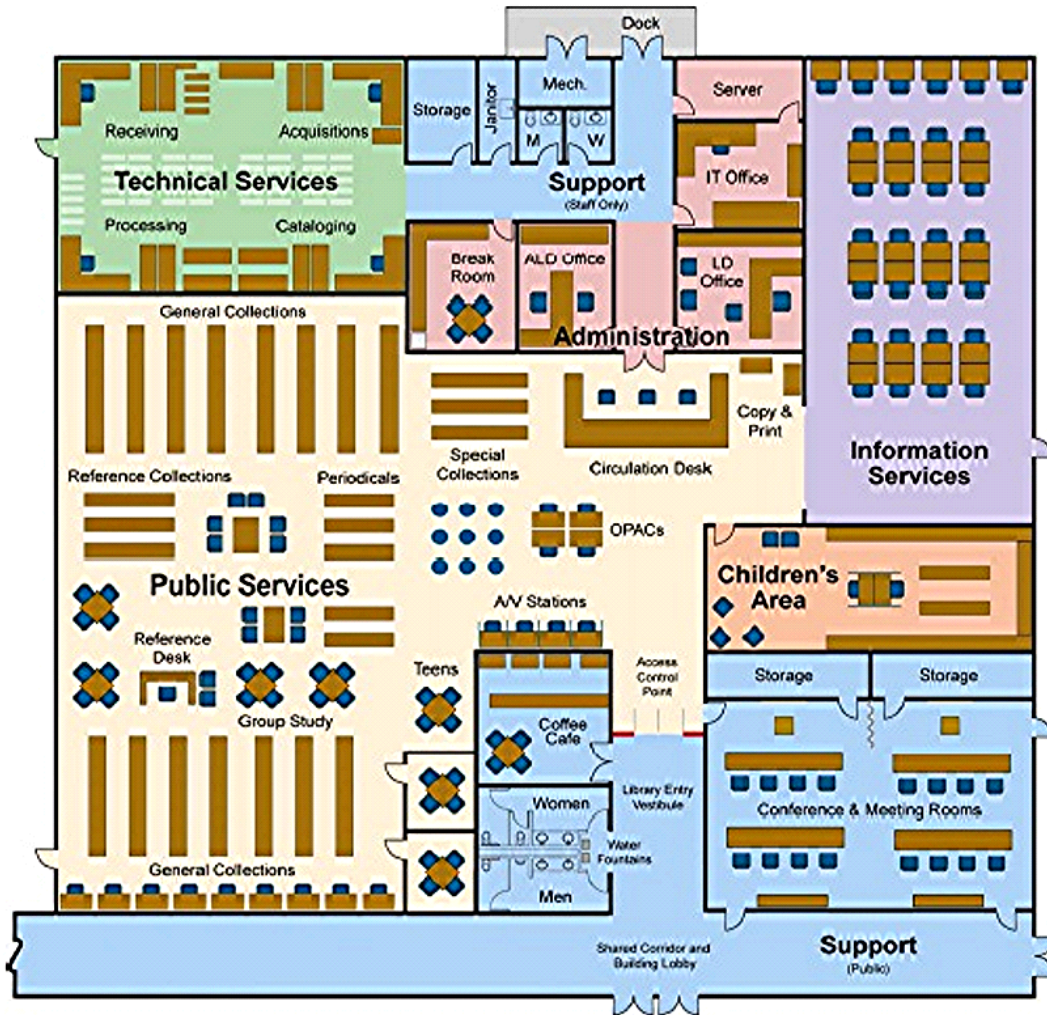 Dock
Mech.
Storage
Janitor
M
W
Server
Receiving
Acquisitions
Technical Services
Support
(Staff Only)
IT Office
Processing
Cataloging
Break
Room
ALD Office
LD
Office
General Collections
Administration
Copy &
Print
Information
Services
Special
Collections
Circulation Desk
Reference Collections
Periodicals
OPACs
Public Services
Children's
Area
A/V Stations
Reference
Desk
Teens
Access
Control
Point
Storage
Storage
Group Study
Coffee
Cafe
Library Entry
Vestibule
Women
Conference & Meeting Rooms
Water
Fountains
General Collections
Men
Shared Corridor and
Building Lobby
Support
(Public)